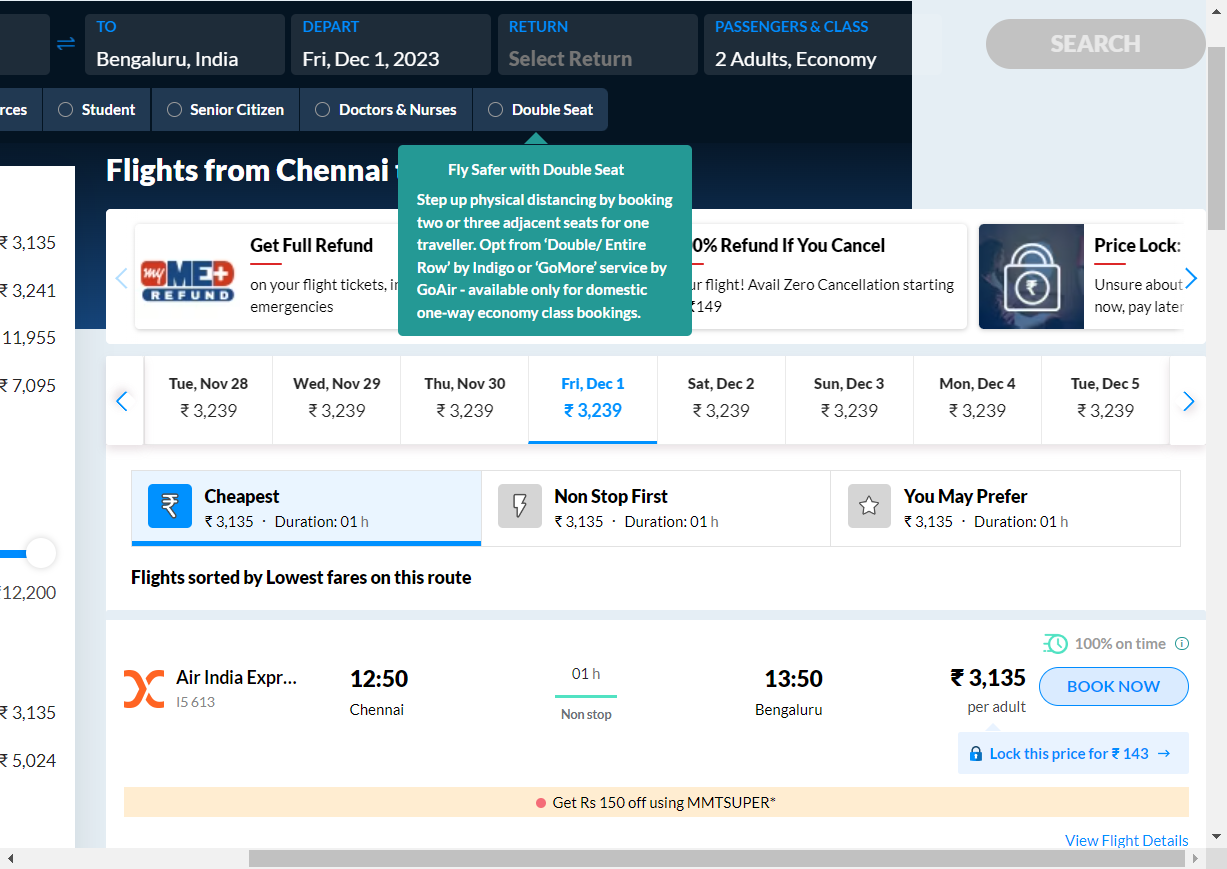 TO
Bengaluru, India
DEPART
Fri, Dec 1, 2023
RETURN
Select Return
PASSENGERS & CLASS
2 Adults, Economy
SEARCH
rces
Student
Senior Citizen
Doctors & Nurses
Double Seat
Flights from Chennai
Fly Safer with Double Seat
Step up physical distancing by booking
two or three adjacent seats for one
traveller. Opt from ‘Double/ Entire
Row’ by Indigo or ‘GoMore’ service by
GoAir - available only for domestic
one-way economy class bookings.
₹ 3,135
₹ 3,241
11,955
₹ 7,095
₹12,200
₹ 3,135
₹ 5,024
my MED+
REFUND
Get Full Refund
on your flight tickets, in
emergencies
0% Refund If You Cancel
ur flight! Avail Zero Cancellation starting
₹149
Price Lock:
Unsure about
now, pay later
Tue, Nov 28
₹ 3,239
Wed, Nov 29
₹ 3,239
Thu, Nov 30
₹ 3,239
Fri, Dec 1
₹ 3,239
Sat, Dec 2
₹ 3,239
Sun, Dec 3
₹ 3,239
Mon, Dec 4
₹ 3,239
Tue, Dec 5
₹ 3,239
Cheapest
₹ 3,135 · Duration: 01 h
Non Stop First
₹ 3,135 · Duration: 01 h
You May Prefer
₹ 3,135 · Duration: 01 h
Flights sorted by Lowest fares on this route
100% on time
Air India Expr...
I5 613
12:50
Chennai
01 h
Non stop
13:50
Bengaluru
₹ 3,135
per adult
BOOK NOW
Lock this price for ₹ 143 →
Get Rs 150 off using MMTSUPER*
View Flight Details